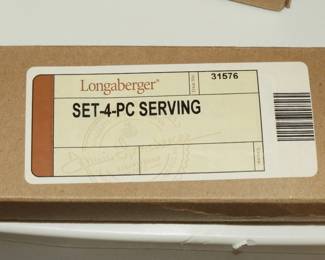 Longaberger®
31576
SET-4-PC SERVING